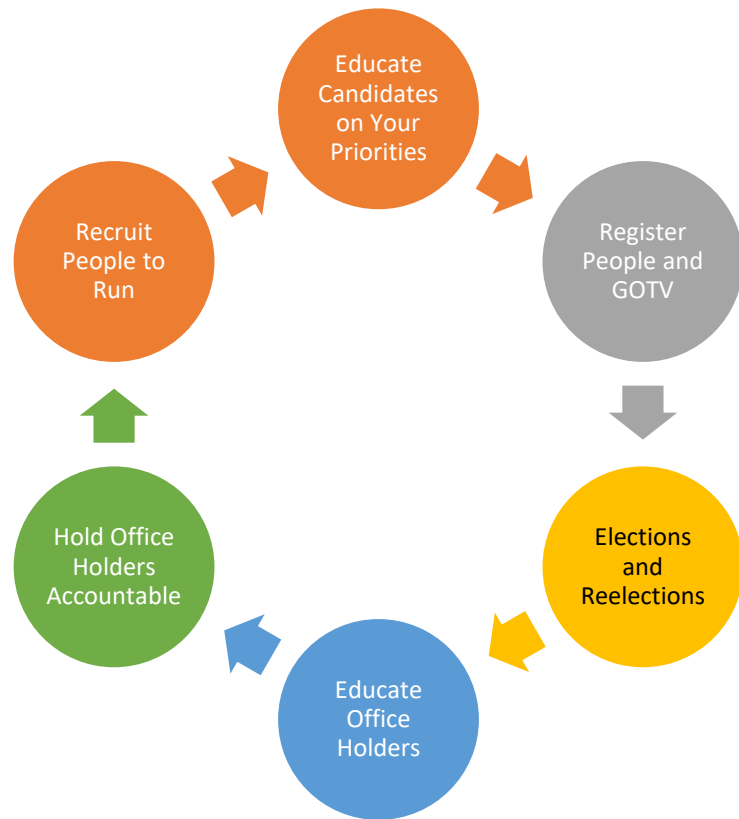 Educate
Candidates
on Your
Priorities
Register
People and
GOTV
Elections
and
Reelections
Educate
Office
Holders
Hold Office
Holders
Accountable
Recruit
People to
Run